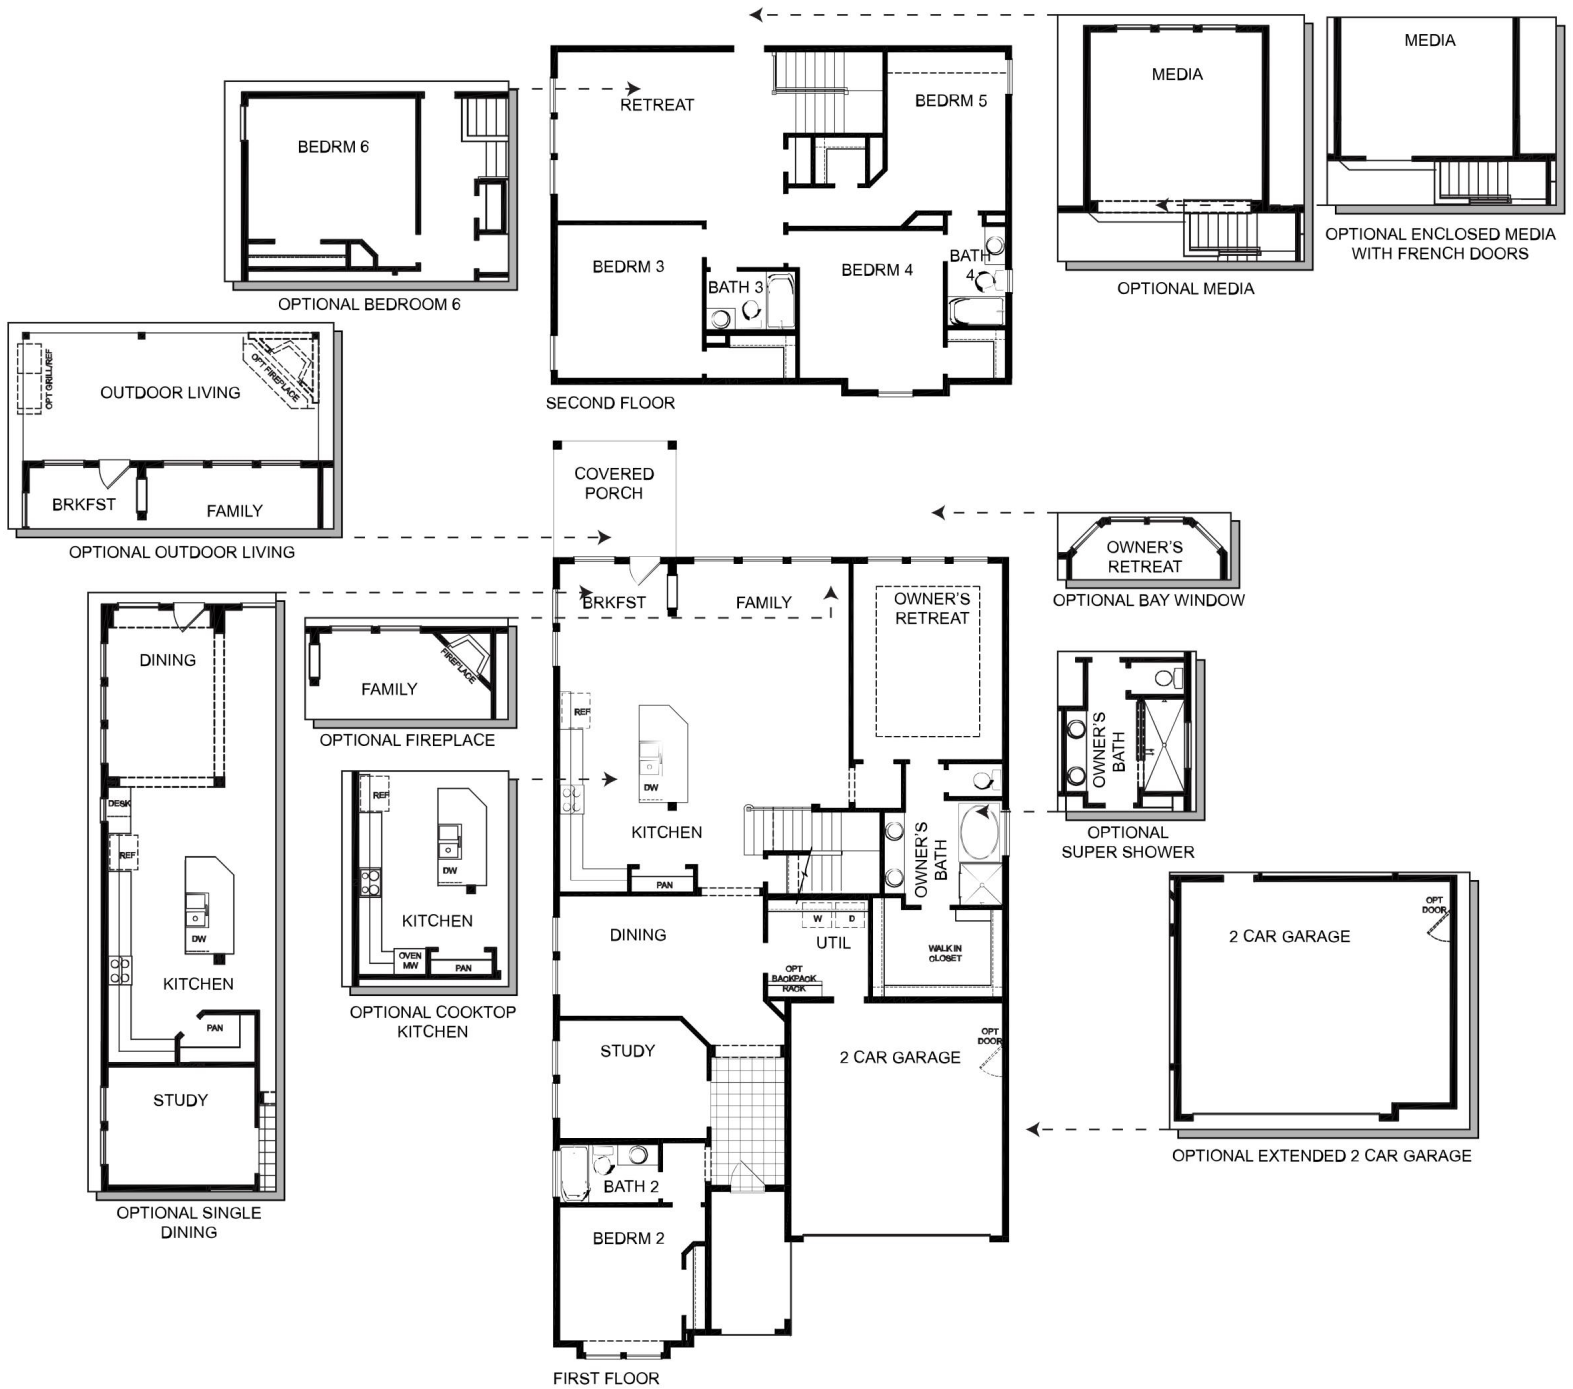 MEDIA
MEDIA
OPTIONAL ENCLOSED MEDIA
WITH FRENCH DOORS
OPTIONAL MEDIA
BEDRM 6
OPTIONAL BEDROOM 6
RETREAT
BEDRM 5
BEDRM 3
BATH 3
BEDRM 4
BATH
4
SECOND FLOOR
OPT GRILL/REF
OUTDOOR LIVING
OPT FIREPLACE
BRKFST
FAMILY
OPTIONAL OUTDOOR LIVING
COVERED
PORCH
OWNER'S
RETREAT
OPTIONAL BAY WINDOW
DINING
DESK
REF
DW
KITCHEN
PAN
STUDY
OPTIONAL SINGLE
DINING
FIREPLACE
FAMILY
OPTIONAL FIREPLACE
REF
DW
KITCHEN
OVEN
MW
PAN
OPTIONAL COOKTOP
KITCHEN
BRKFST
FAMILY
OWNER'S
RETREAT
REF
DW
KITCHEN
PAN
OWNER'S
BATH
DINING
W
D
UTIL
OPT
BACKPACK
RACK
WALK IN
CLOSET
STUDY
2 CAR GARAGE
OPT
DOOR
BATH 2
BEDRM 2
FIRST FLOOR
OWNER'S
BATH
OPTIONAL
SUPER SHOWER
2 CAR GARAGE
OPT
DOOR
OPTIONAL EXTENDED 2 CAR GARAGE